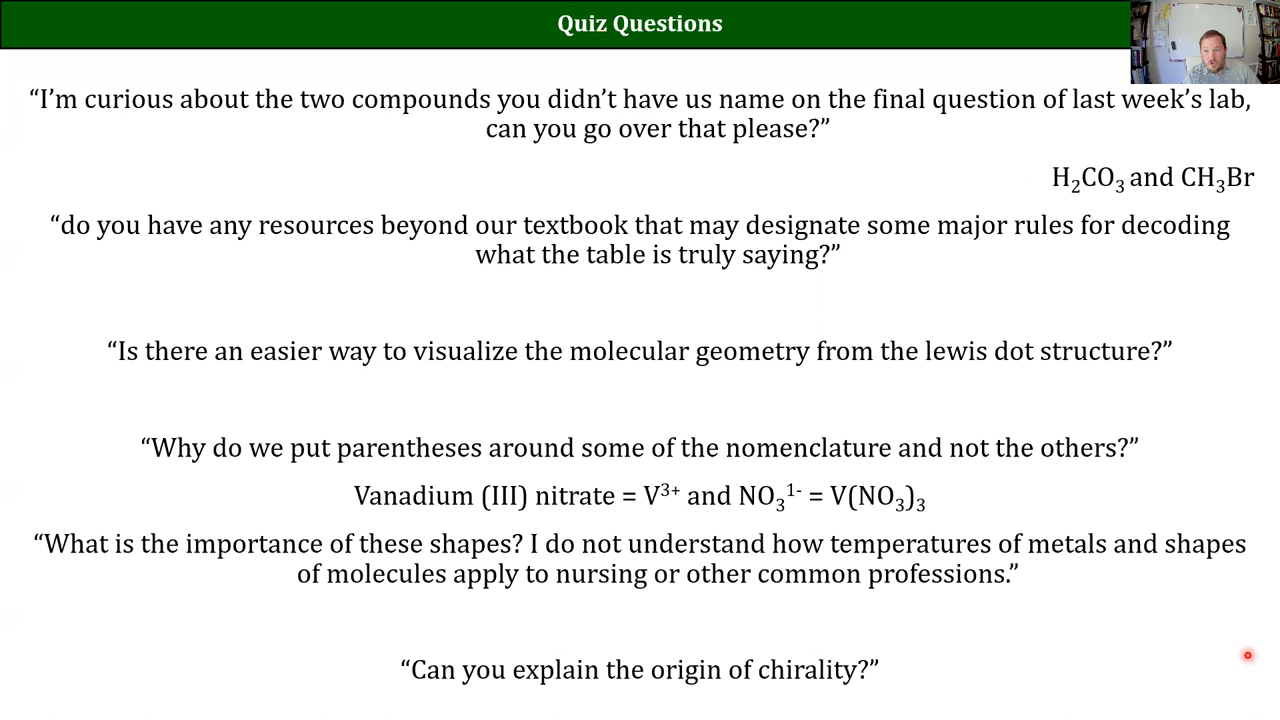 Quiz Questions
“I’m curious about the two compounds you didn’t have us name on the final question of last week’s lab,
can you go over that please?”
H₂CO₃ and CH₃Br
“do you have any resources beyond our textbook that may designate some major rules for decoding
what the table is truly saying?”
“Is there an easier way to visualize the molecular geometry from the lewis dot structure?”
“Why do we put parentheses around some of the nomenclature and not the others?”
Vanadium (III) nitrate = V³⁺ and NO₃¹⁻ = V(NO₃)₃
“What is the importance of these shapes? I do not understand how temperatures of metals and shapes
of molecules apply to nursing or other common professions.”
“Can you explain the origin of chirality?”